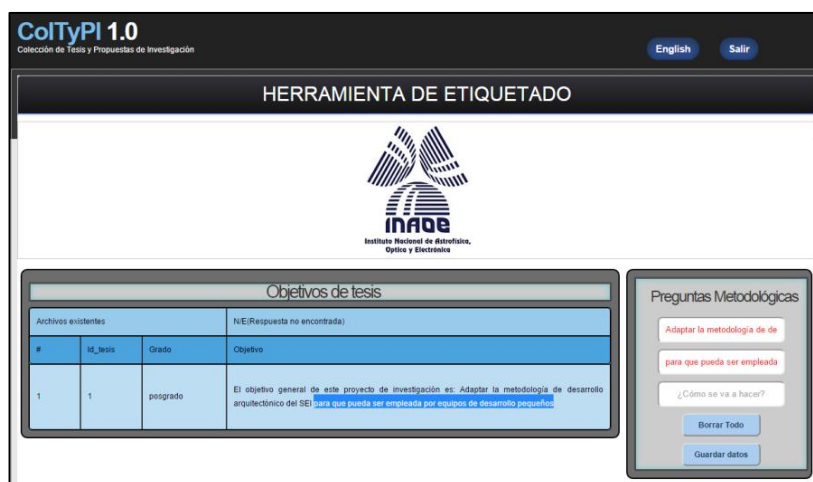 ColTyPI 1.0
Colección de Tesis y Propuestas de Investigación
English
Salir
HERRAMIENTA DE ETIQUETADO
INAOE
Instituto Nacional de Astrofísica,
Optica y Electrónica
Objetivos de tesis
Archivos existentes
N/E(Respuesta no encontrada)
# Id_tesis Grado Objetivo
1 1 posgrado
El objetivo general de este proyecto de investigación es: Adaptar la metodología de desarrollo
arquitectónico del SEI para que pueda ser empleada por equipos de desarrollo pequeños
Preguntas Metodológicas
Adaptar la metodología de de
para que pueda ser empleada
¿Cómo se va a hacer?
Borrar Todo
Guardar datos